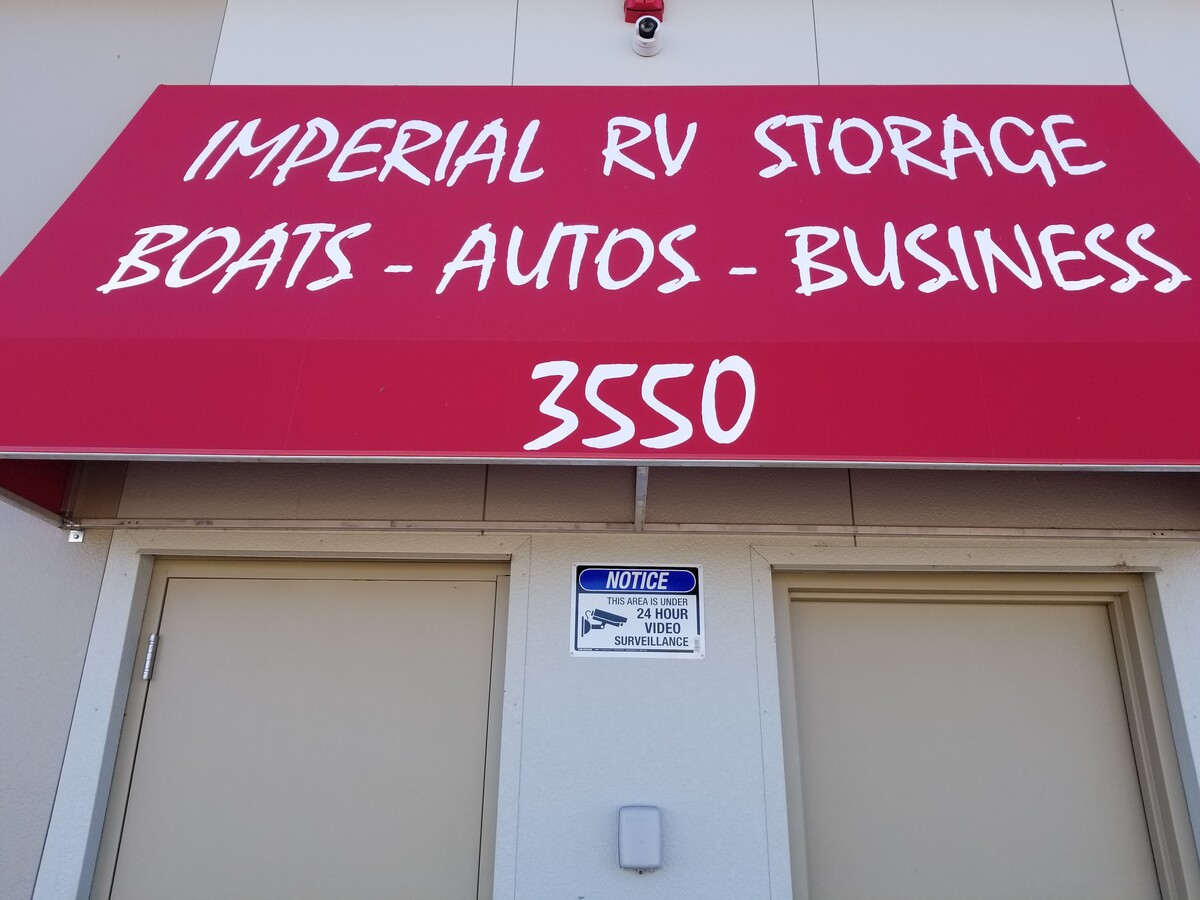 IMPERIAL RV STORAGE
BOATS - AUTOS - BUSINESS
3550
NOTICE
THIS AREA IS UNDER
24 HOUR
VIDEO
SURVEILLANCE